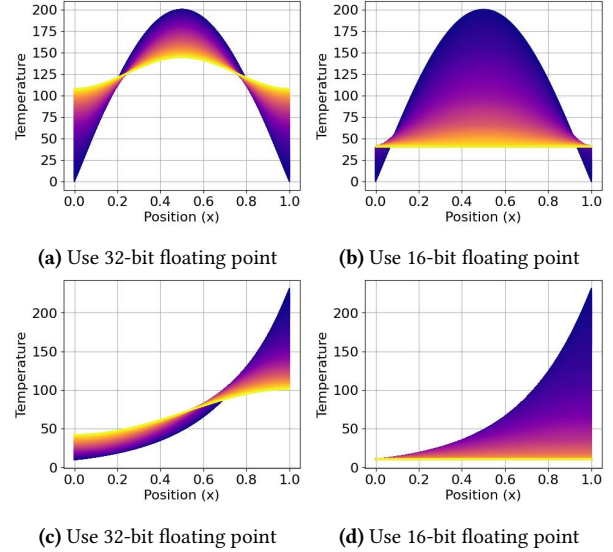 200
175
150
125
100
75
50
25
0
Temperature
0.0 0.2 0.4 0.6 0.8 1.0
Position (x)
(a) Use 32-bit floating point
200
175
150
125
100
75
50
25
0
Temperature
0.0 0.2 0.4 0.6 0.8 1.0
Position (x)
(b) Use 16-bit floating point
200
150
100
50
0
Temperature
0.0 0.2 0.4 0.6 0.8 1.0
Position (x)
(c) Use 32-bit floating point
200
150
100
50
0
Temperature
0.0 0.2 0.4 0.6 0.8 1.0
Position (x)
(d) Use 16-bit floating point